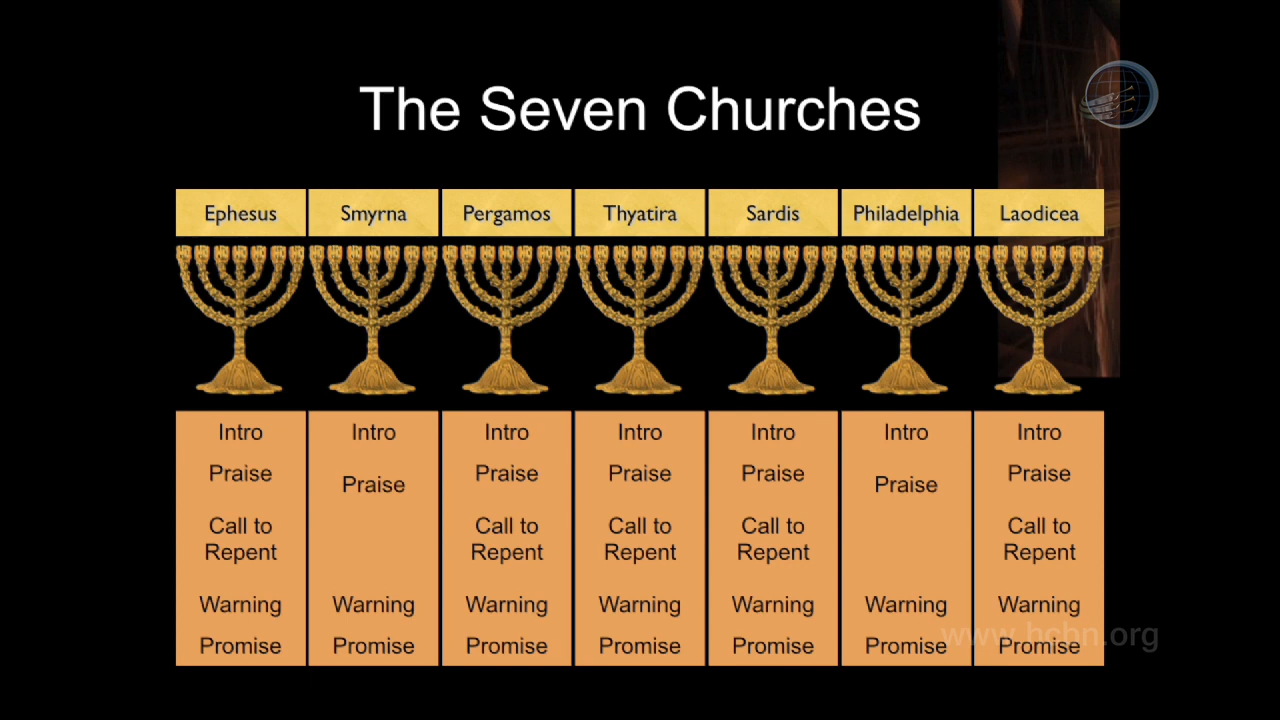 The Seven Churches
Ephesus Smyrna Pergamos Thyatira Sardis Philadelphia Laodicea
Intro Intro Intro Intro Intro Intro Intro
Praise Praise Praise Praise Praise Praise Praise
Call to Call to Call to Call to Call to
Repent Repent Repent Repent Repent
Warning Warning Warning Warning Warning Warning Warning
www.hcbn.org
Promise Promise Promise Promise Promise Promise Promise